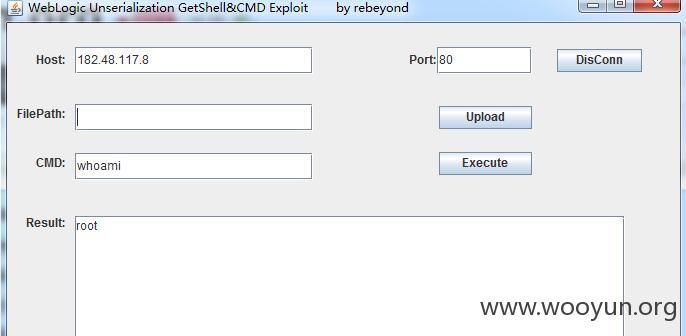 WebLogic Unserialization GetShell&CMD Exploit by rebeyond
Host: 182.48.117.8 Port: 80 DisConn
FilePath: Upload
CMD: whoami Execute
Result: root
www.wooyun.org